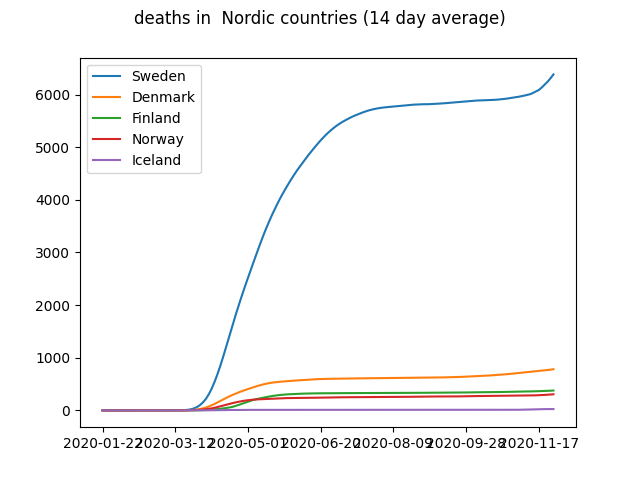 deaths in  Nordic countries (14 day average)
Sweden
Denmark
Finland
Norway
Iceland
6000
5000
4000
3000
2000
1000
0
2020-01-22 2020-03-12 2020-05-01 2020-06-20 2020-08-09 2020-09-28 2020-11-17